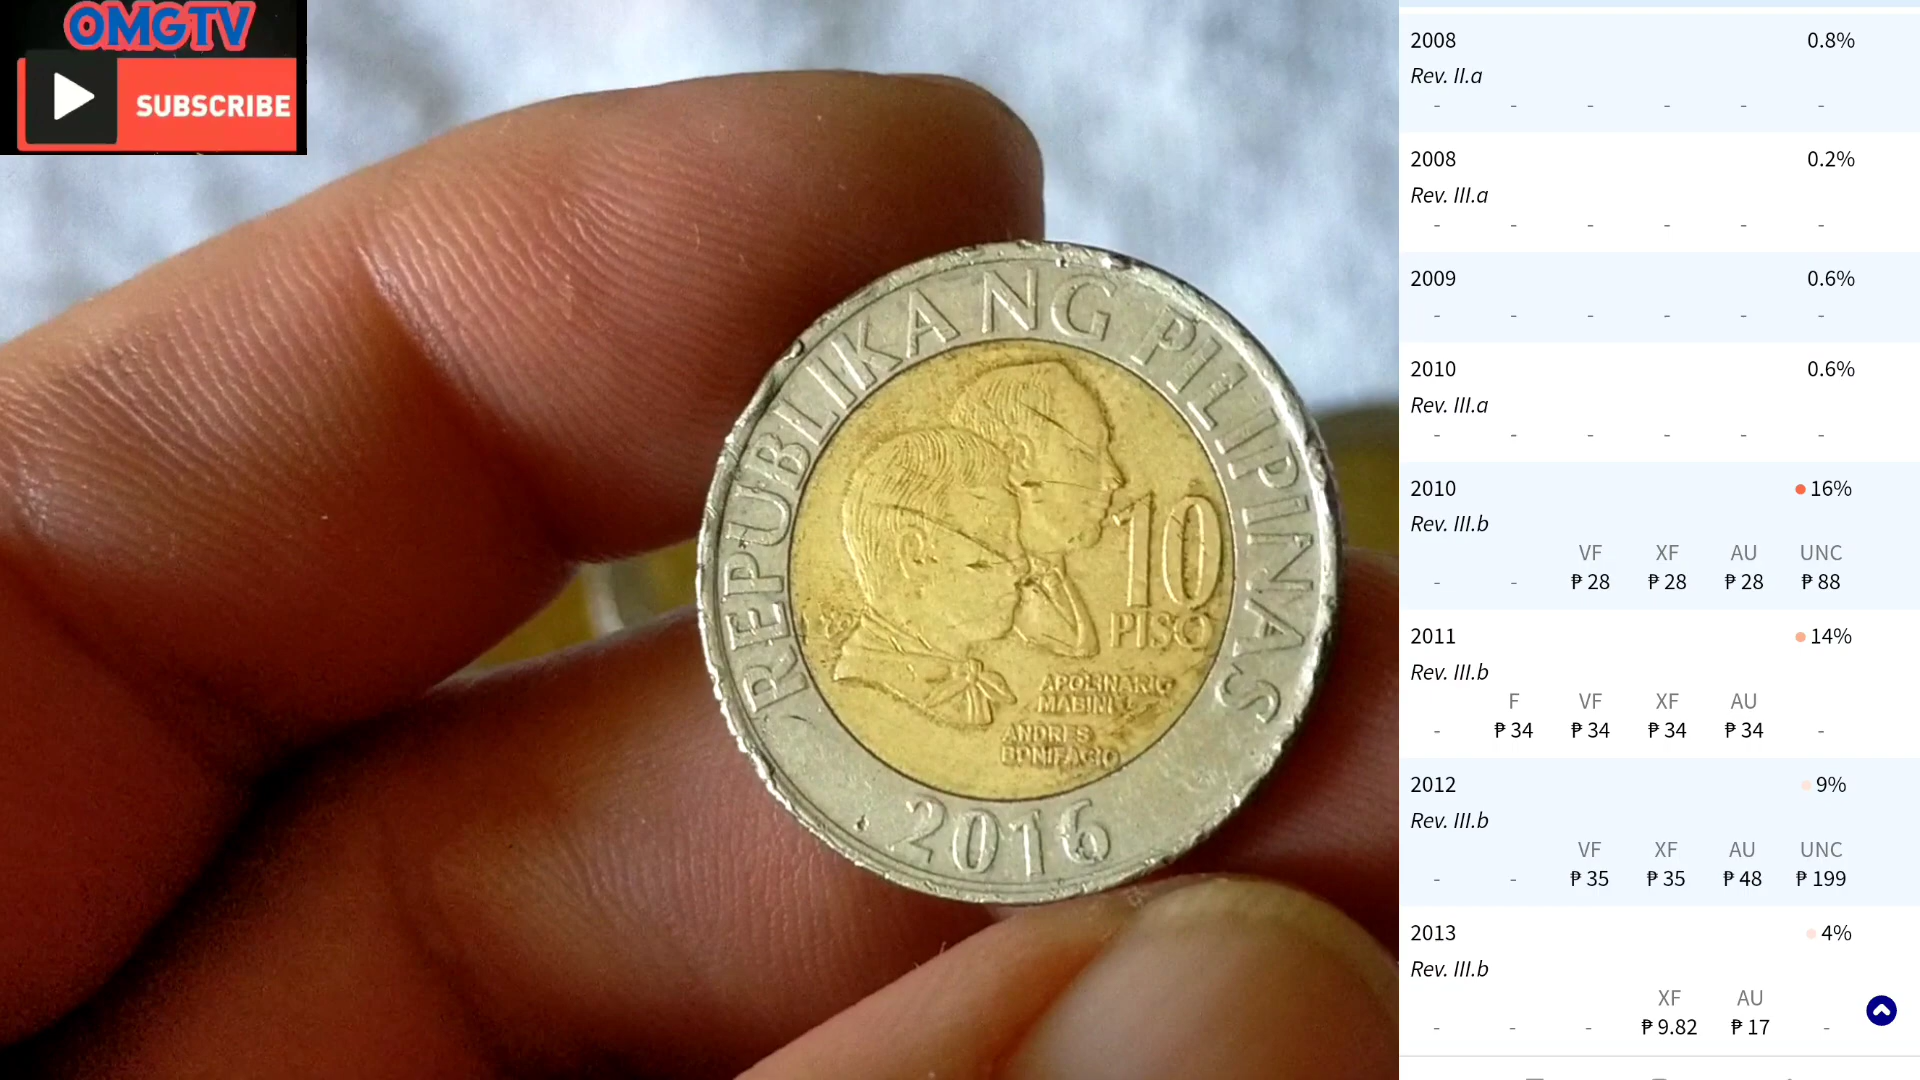 OMGTV
SUBSCRIBE
REPUBLIKA NG PILIPINAS
10
PISO
APOLINARIO
MABINI
ANDRES
BONIFACIO
2016
2008 0.8%
Rev. II.a
- - - - - -
2008 0.2%
Rev. III.a
- - - - - -
2009 0.6%
- - - - - -
2010 0.6%
Rev. III.a
- - - - - -
2010 16%
Rev. III.b
VF XF AU UNC
- - ₱ 28 ₱ 28 ₱ 28 ₱ 88
2011 14%
Rev. III.b
F VF XF AU
- ₱ 34 ₱ 34 ₱ 34 ₱ 34 -
2012 9%
Rev. III.b
VF XF AU UNC
- - ₱ 35 ₱ 35 ₱ 48 ₱ 199
2013 4%
Rev. III.b
XF AU
- - - ₱ 9.82 ₱ 17 -